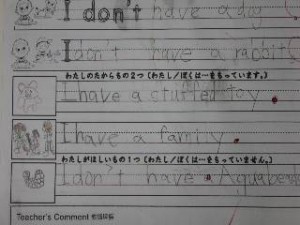 I don't have a dog
I don't have a rabbit
わたしのたからもの2つ(わたし/ぼくは…をもっています。)
I have a cturfed toy.
I have a family.
わたしがほしいもの1つ(わたし/ぼくは…をもっていません。)
I don't have Aquabea
Teacher's Comment